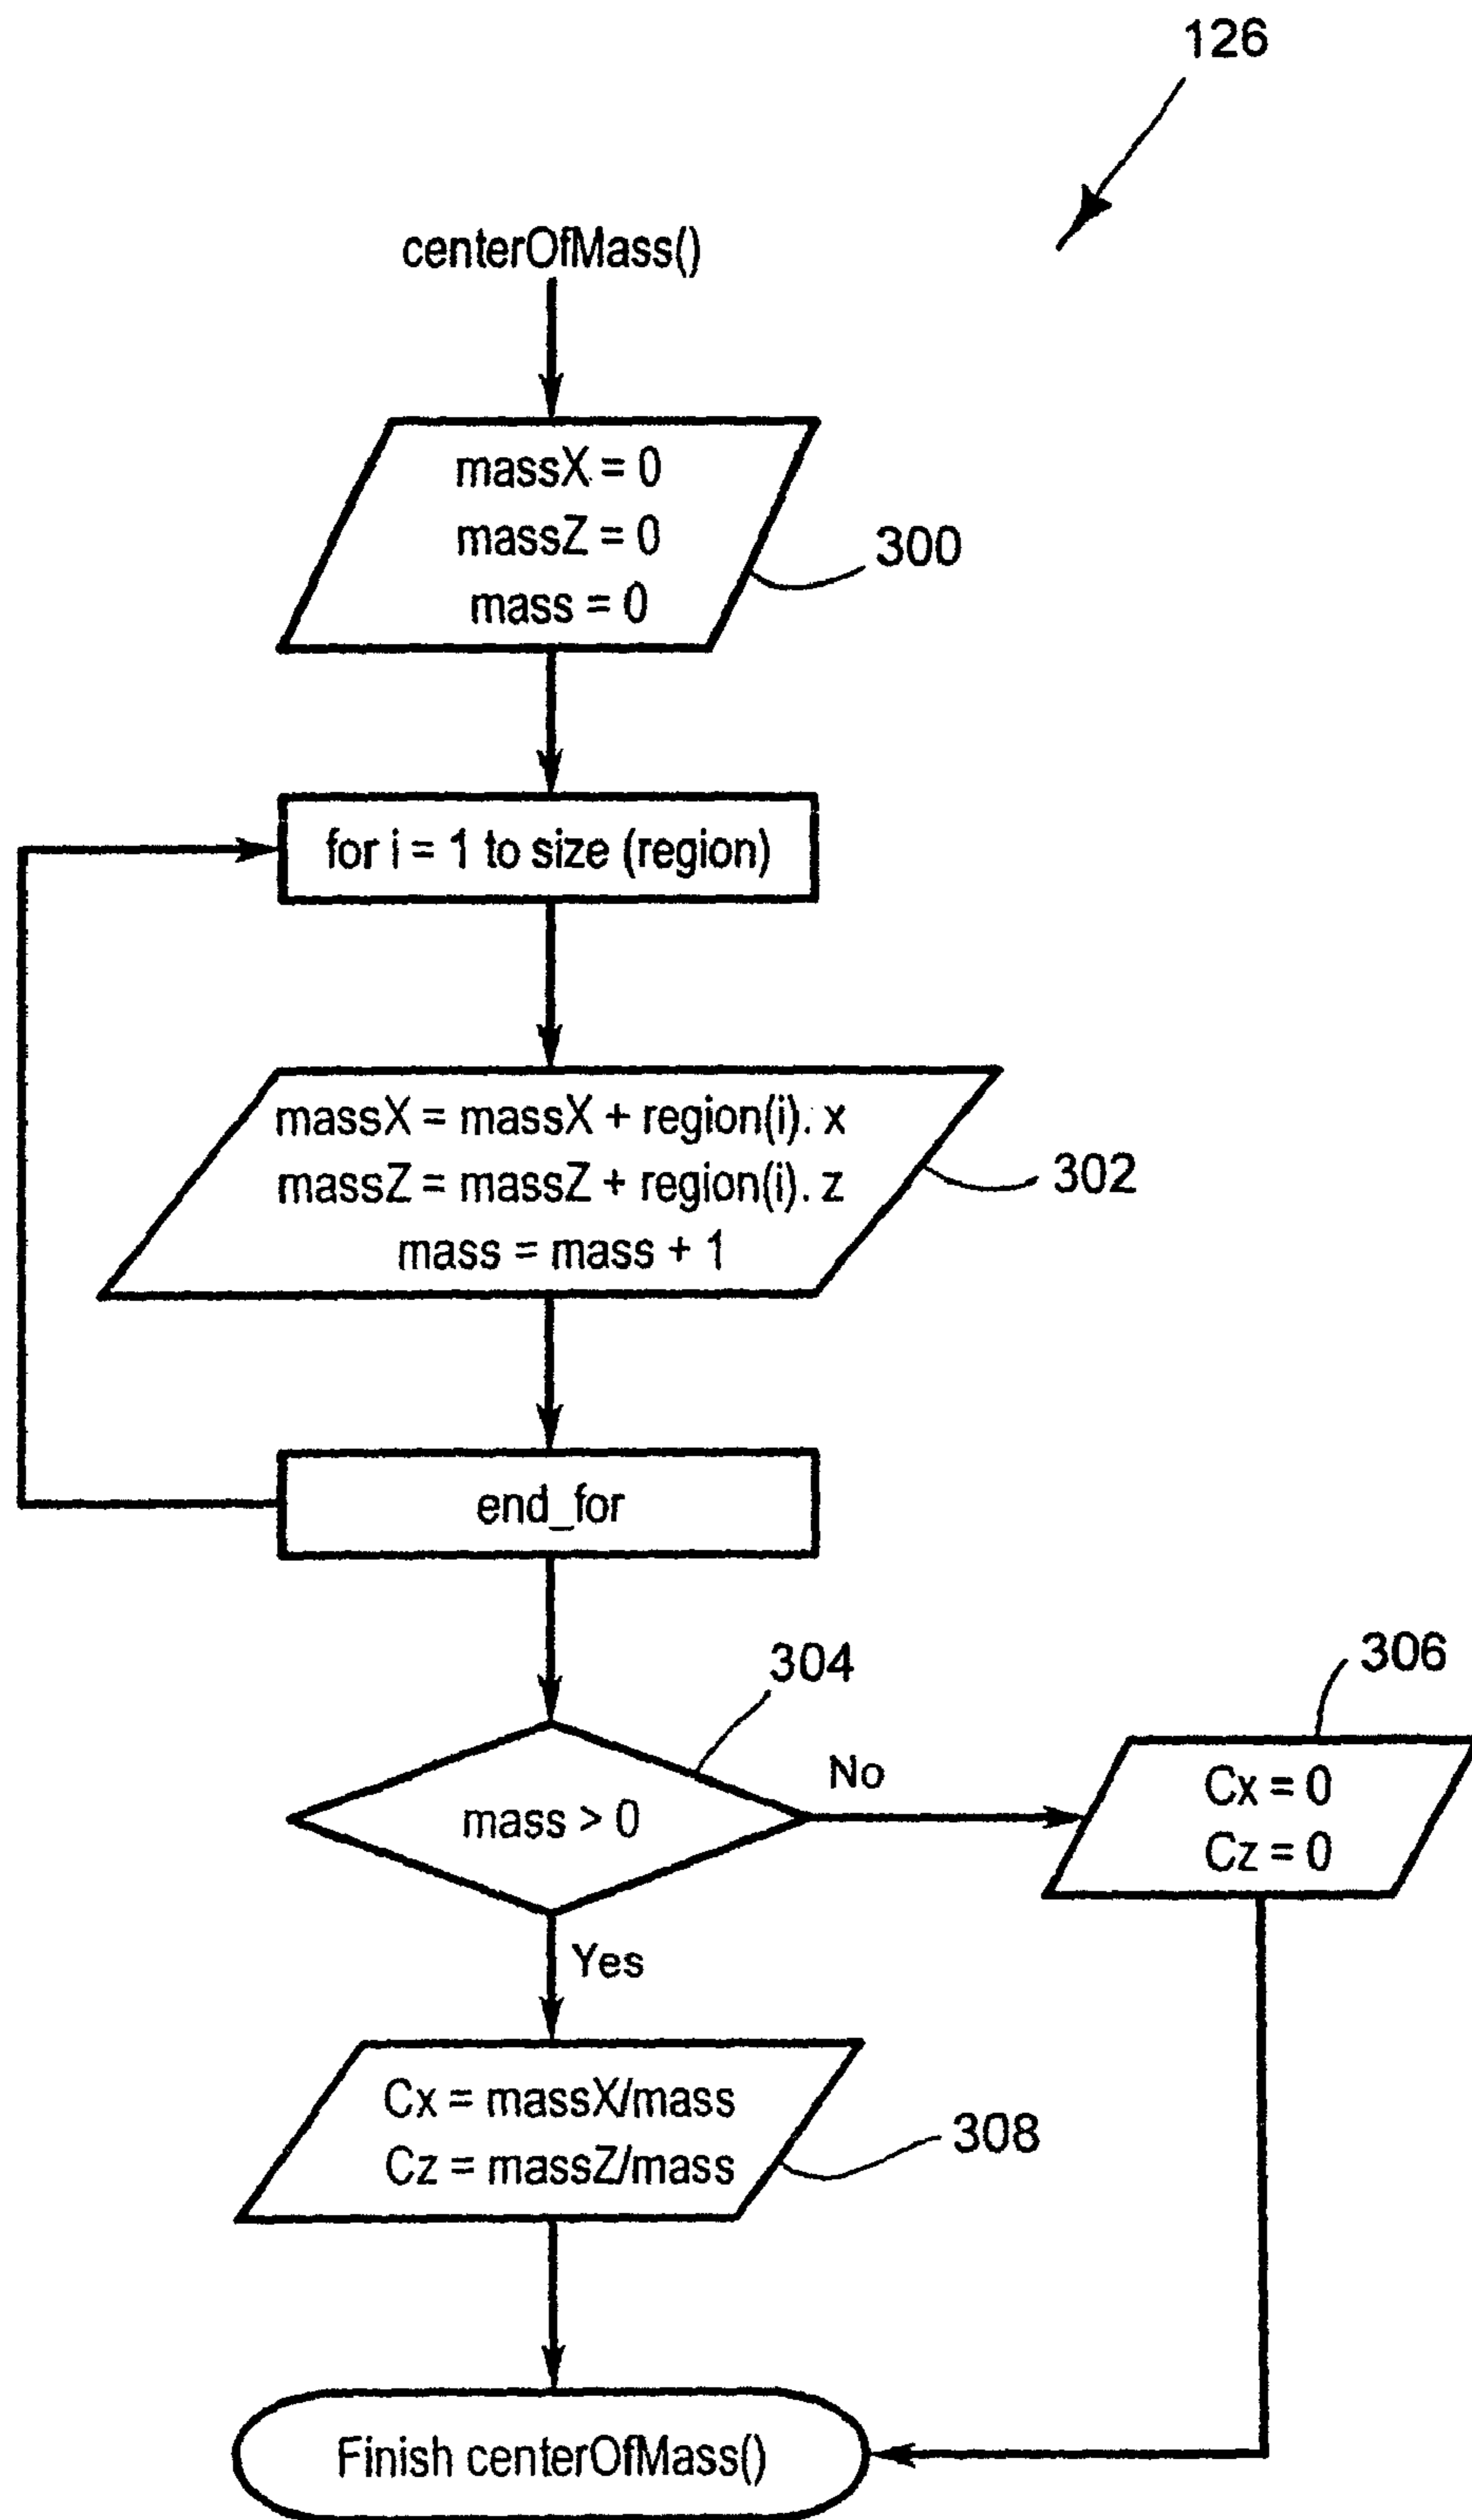 126
centerOfMass()
massX = 0
massZ = 0
mass = 0
300
for i = 1 to size (region)
massX = massX + region(i). x
massZ = massZ + region(i). z
mass = mass + 1
302
end_for
304
306
mass > 0
No
Cx = 0
Cz = 0
Yes
Cx = massX/mass
Cz = massZ/mass
308
Finish centerOfMass()